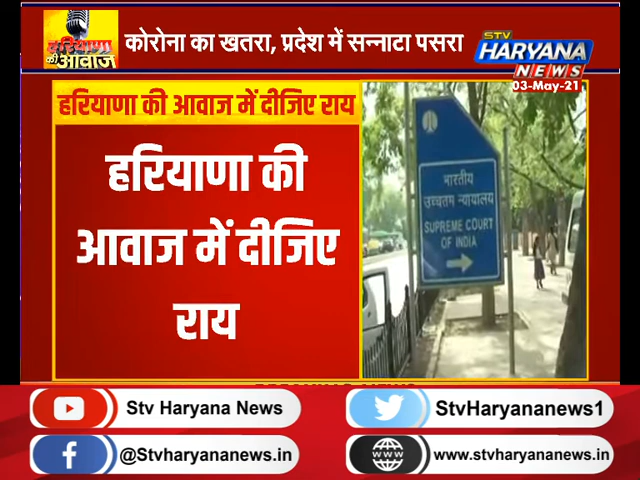 हरियाणा
की आवाज
कोरोना का खतरा, प्रदेश में सन्नाटा पसरा
STV
HARYANA
NEWS
03-May-21
हरियाणा की आवाज में दीजिए राय
हरियाणा की
आवाज में दीजिए
राय
भारतीय
उच्चतम न्यायालय
SUPREME COURT
OF INDIA
Stv Haryana News
StvHaryananews1
@Stvharyananews.in
www.stvharyananews.in